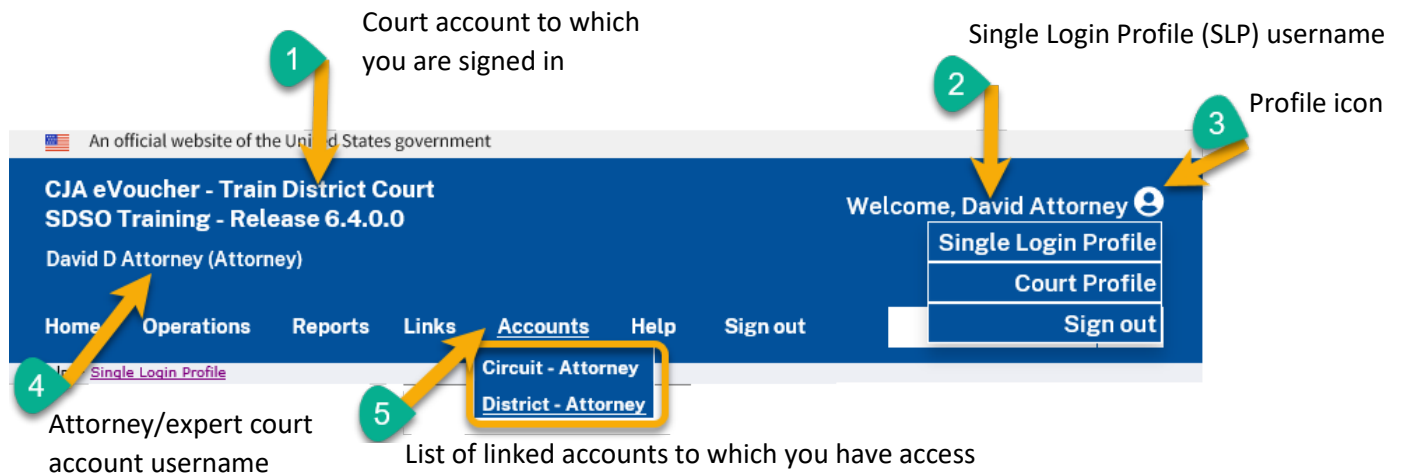 Court account to which
you are signed in
Single Login Profile (SLP) username
Profile icon
1
2
3
An official website of the United States government
CJA eVoucher - Train District Court
SDSO Training - Release 6.4.0.0
David D Attorney (Attorney)
Welcome, David Attorney
Single Login Profile
Court Profile
Sign out
Home Operations Reports Links Accounts Help Sign out
Single Login Profile
Circuit - Attorney
District - Attorney
4
5
Attorney/expert court
account username
List of linked accounts to which you have access